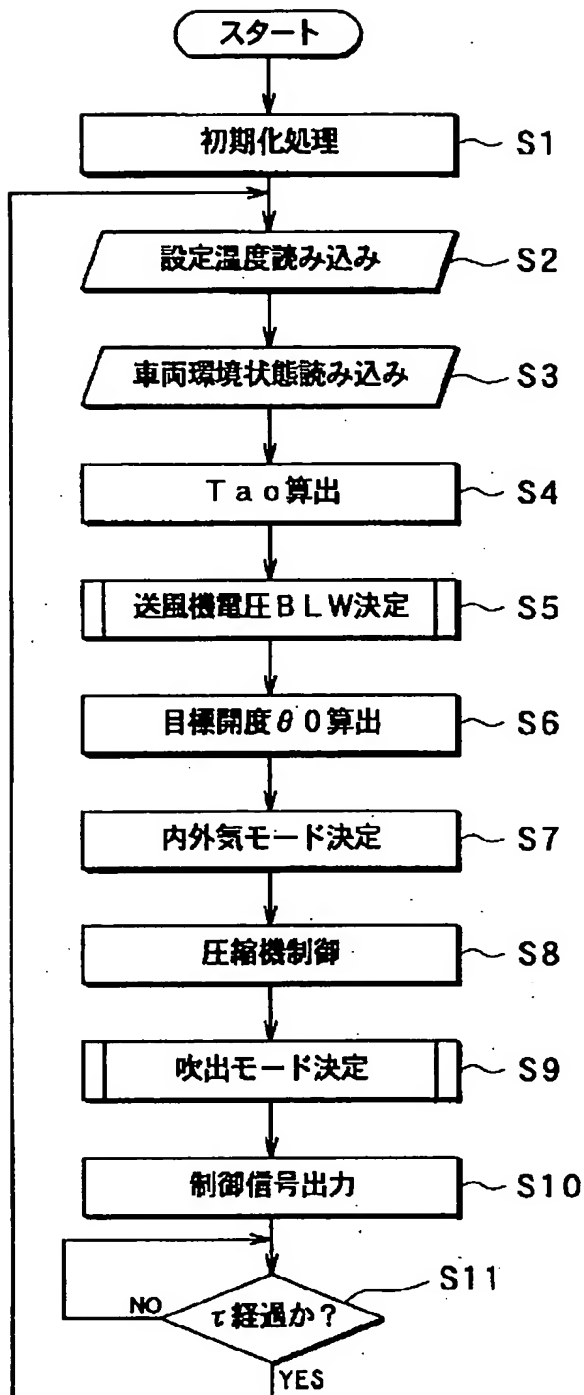 スタート
初期化処理 S1
設定温度読み込み S2
車両環境状態読み込み S3
Tao算出 S4
送風機電圧BLW決定 S5
目標開度θ0算出 S6
内外気モード決定 S7
圧縮機制御 S8
吹出モード決定 S9
制御信号出力 S10
S11
NO τ経過か?
YES